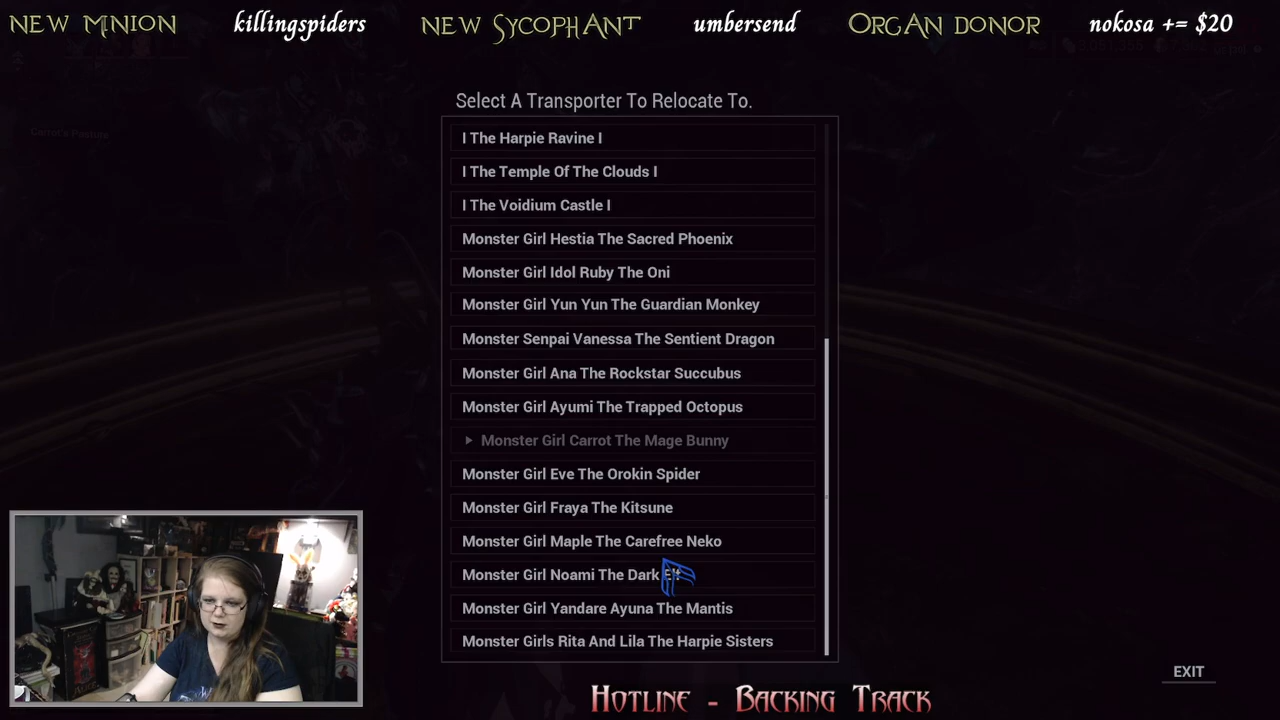 NEW MINION killingspiders NEW SYCOPHANT umbersend ORGAN DONOR nokosa += $20
Carrot's Pasture
Select A Transporter To Relocate To.
I The Harpie Ravine I
I The Temple Of The Clouds I
I The Voidium Castle I
Monster Girl Hestia The Sacred Phoenix
Monster Girl Idol Ruby The Oni
Monster Girl Yun Yun The Guardian Monkey
Monster Senpai Vanessa The Sentient Dragon
Monster Girl Ana The Rockstar Succubus
Monster Girl Ayumi The Trapped Octopus
Monster Girl Carrot The Mage Bunny
Monster Girl Eve The Orokin Spider
Monster Girl Fraya The Kitsune
Monster Girl Maple The Carefree Neko
Monster Girl Noami The Dark Elf
Monster Girl Yandare Ayuna The Mantis
Monster Girls Rita And Lila The Harpie Sisters
EXIT
HOTLINE - BACKING TRACK